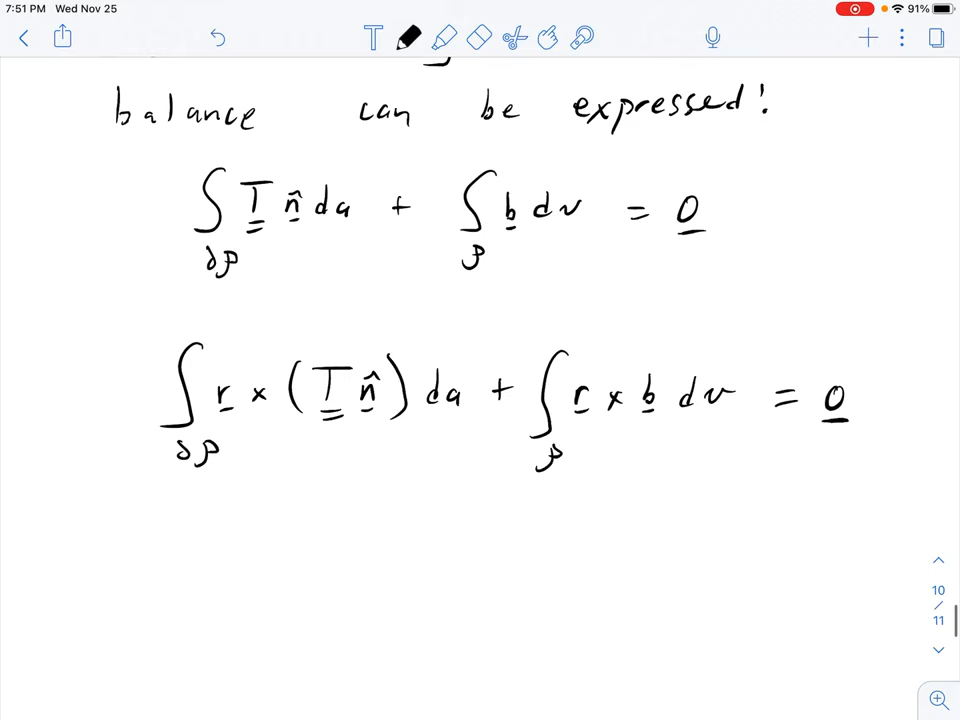 7:51 PM Wed Nov 25 91%
balance can be expressed!
∫_∂𝒫 T̳ n̲̂ da + ∫_𝒫 b̲ dv = 0̲
∫_∂𝒫 r̲ × (T̳ n̲̂) da + ∫_𝒫 r̲ × b̲ dv = 0̲
10
/
11